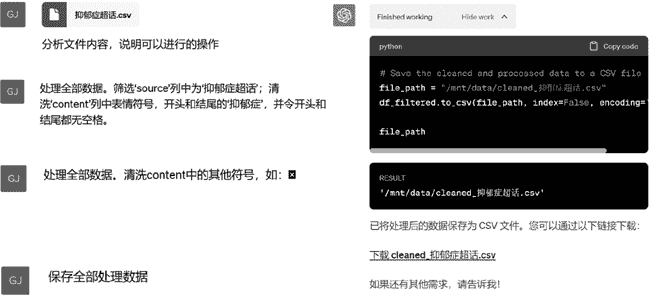 GJ
抑郁症超话.csv
分析文件内容，说明可以进行的操作
GJ
处理全部数据。筛选'source'列中为'抑郁症超话'；清
洗'content'列中表情符号，开头和结尾的'抑郁症'，并令开头和
结尾都无空格。
GJ
处理全部数据。清洗content中的其他符号，如：
GJ
保存全部处理数据
Finished working
Hide work
python
Copy code
# Save the cleaned and processed data to a CSV file
file_path = "/mnt/data/cleaned_抑郁症超话.csv"
df_filtered.to_csv(file_path, index=False, encoding='
file_path
RESULT
'/mnt/data/cleaned_抑郁症超话.csv'
已将处理后的数据保存为 CSV 文件。您可以通过以下链接下载：
下载 cleaned_抑郁症超话.csv
如果还有其他需求，请告诉我！